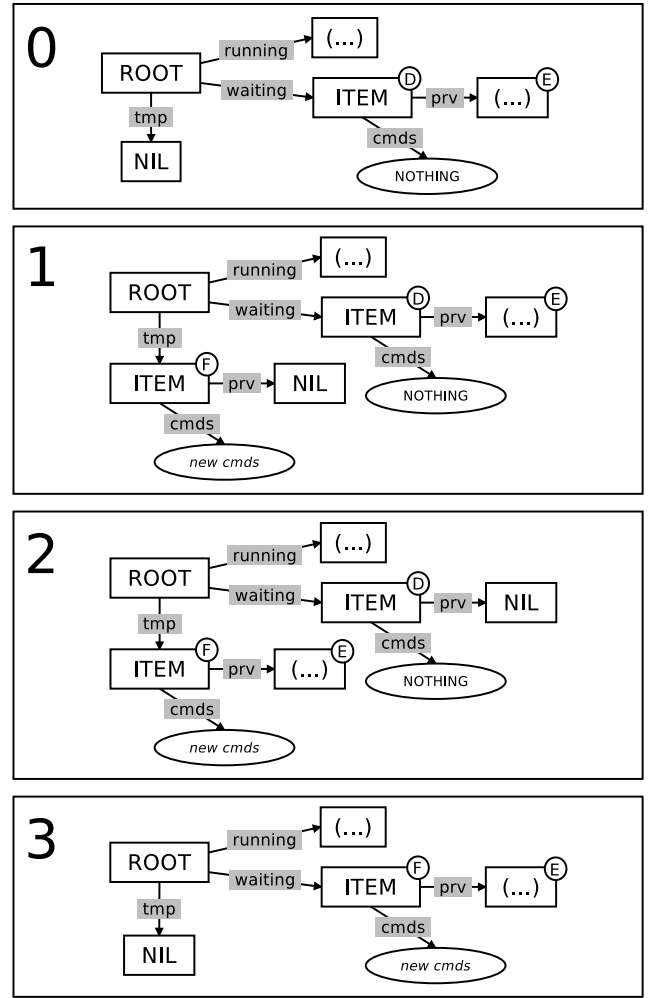 0
running
(...)
ROOT
D
E
waiting
ITEM
prv
(...)
tmp
cmds
NIL
NOTHING
1
running
(...)
ROOT
D
E
waiting
ITEM
prv
(...)
tmp
F
cmds
ITEM
prv
NIL
NOTHING
cmds
new cmds
2
running
(...)
ROOT
D
waiting
ITEM
prv
NIL
tmp
F
E
cmds
ITEM
prv
(...)
NOTHING
cmds
new cmds
3
running
(...)
ROOT
F
E
waiting
ITEM
prv
(...)
tmp
cmds
NIL
new cmds